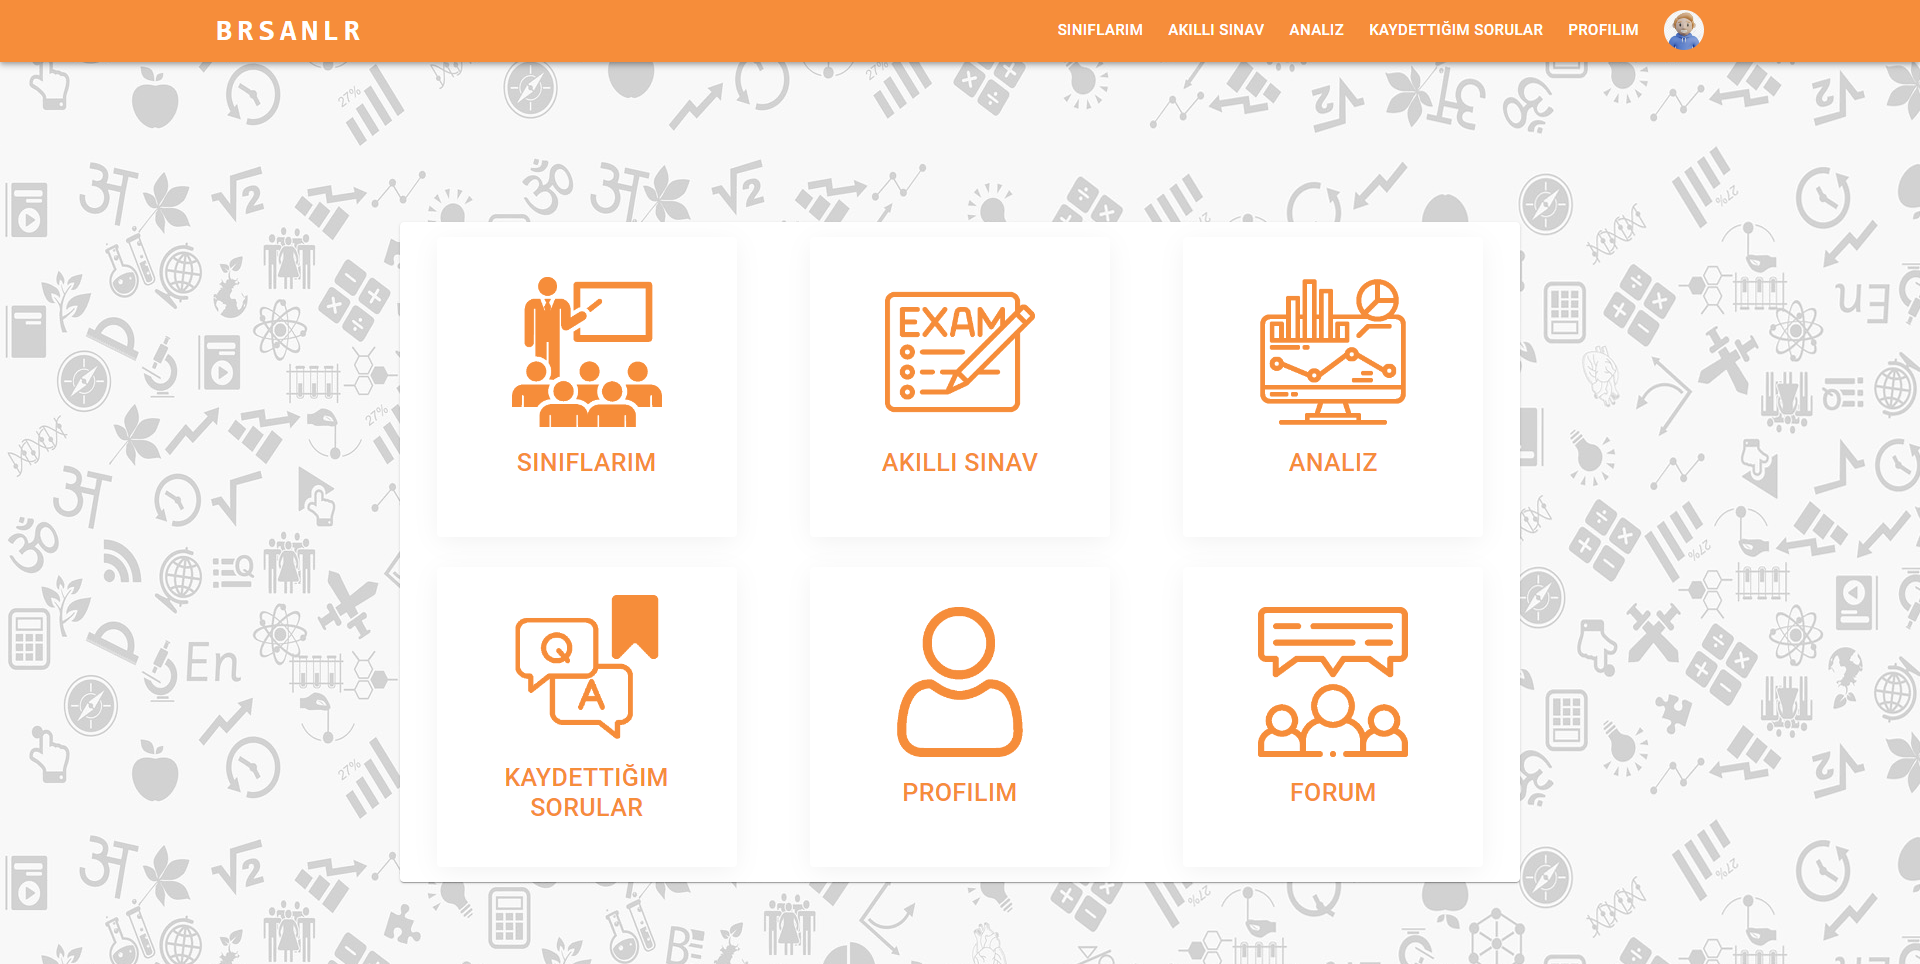 BRSANLR
SINIFLARIM AKILLI SINAV ANALIZ KAYDETTIĞIM SORULAR PROFILIM
EXAM
SINIFLARIM
AKILLI SINAV
ANALIZ
Q
A
KAYDETTIĞIM
SORULAR
PROFILIM
FORUM